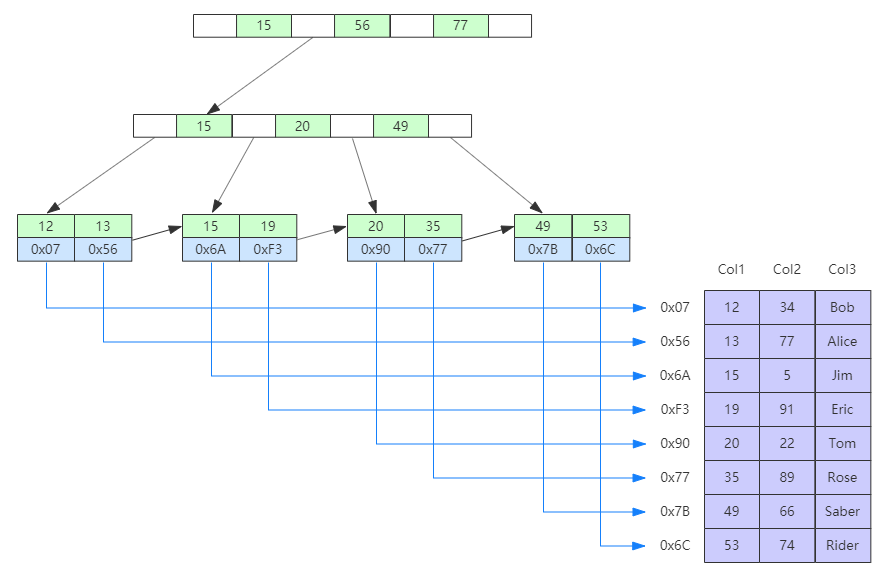 15 56 77
15 20 49
12 13 15 19 20 35 49 53
0x07 0x56 0x6A 0xF3 0x90 0x77 0x7B 0x6C
Col1 Col2 Col3
0x07 12 34 Bob
0x56 13 77 Alice
0x6A 15 5 Jim
0xF3 19 91 Eric
0x90 20 22 Tom
0x77 35 89 Rose
0x7B 49 66 Saber
0x6C 53 74 Rider